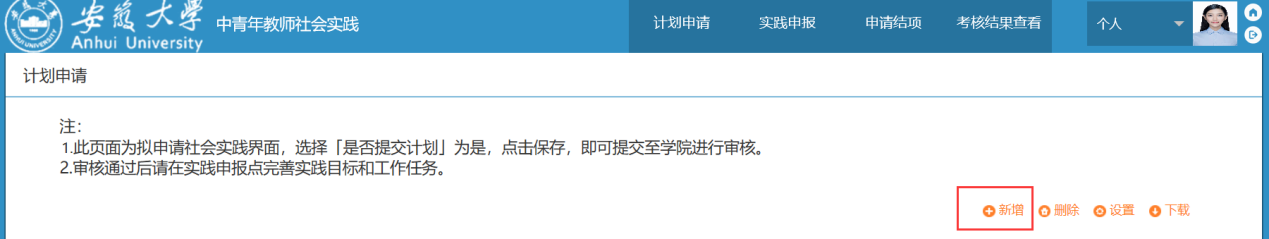 安徽大学 中青年教师社会实践 计划申请 实践申报 申请结项 考核结果查看 个人
Anhui University
计划申请
注：
1.此页面为拟申请社会实践界面，选择「是否提交计划」为是，点击保存，即可提交至学院进行审核。
2.审核通过后请在实践申报点完善实践目标和工作任务。
新增 删除 设置 下载